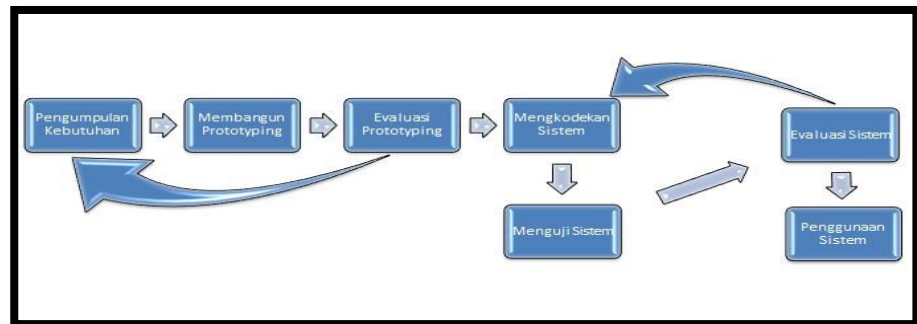 Pengumpulan
Kebutuhan
Membangun
Prototyping
Evaluasi
Prototyping
Mengkodekan
Sistem
Menguji Sistem
Evaluasi Sistem
Penggunaan
Sistem